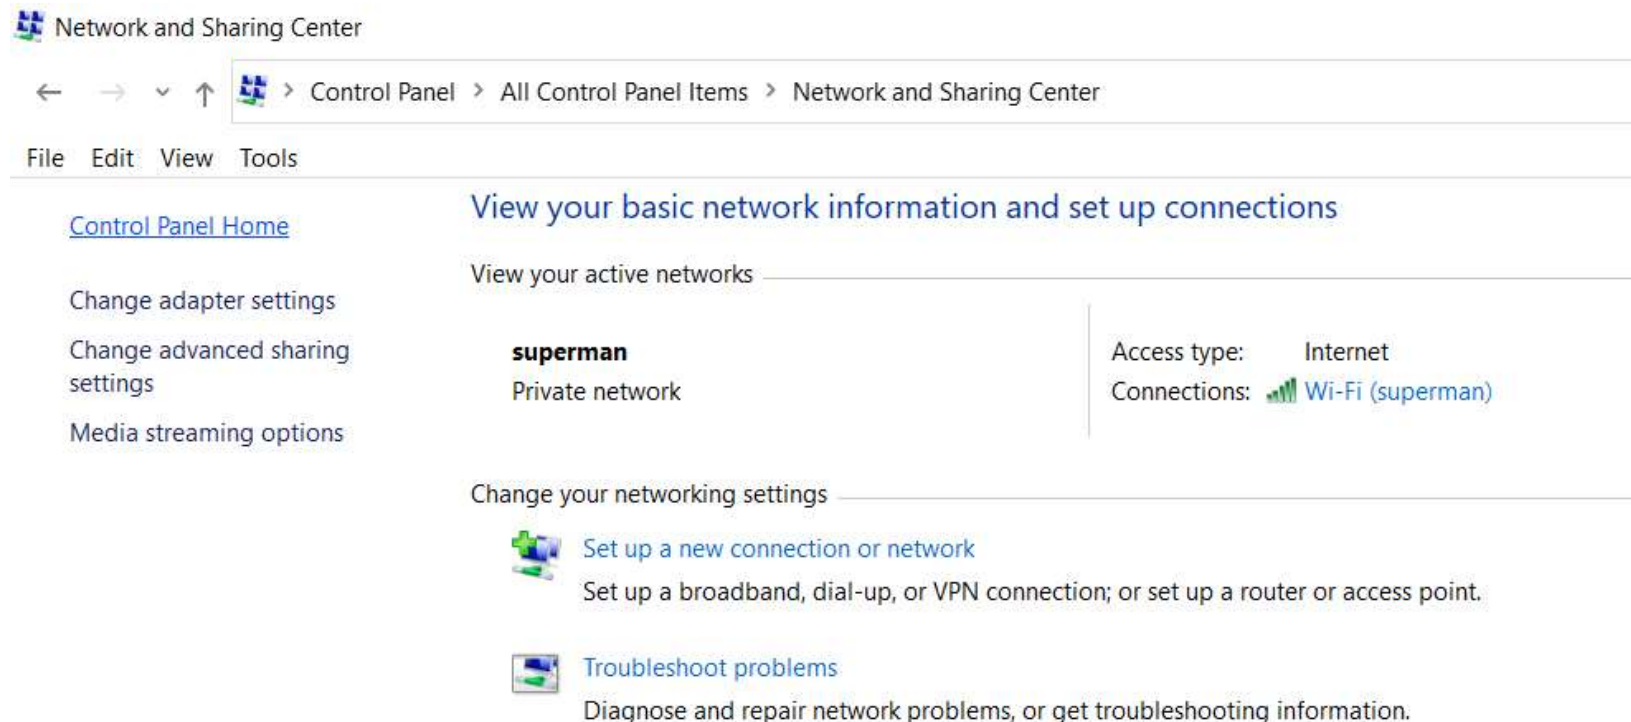 Network and Sharing Center
Control Panel > All Control Panel Items > Network and Sharing Center
File Edit View Tools
Control Panel Home
Change adapter settings
Change advanced sharing
settings
Media streaming options
View your basic network information and set up connections
View your active networks
superman
Private network
Access type: Internet
Connections: Wi-Fi (superman)
Change your networking settings
Set up a new connection or network
Set up a broadband, dial-up, or VPN connection; or set up a router or access point.
Troubleshoot problems
Diagnose and repair network problems, or get troubleshooting information.